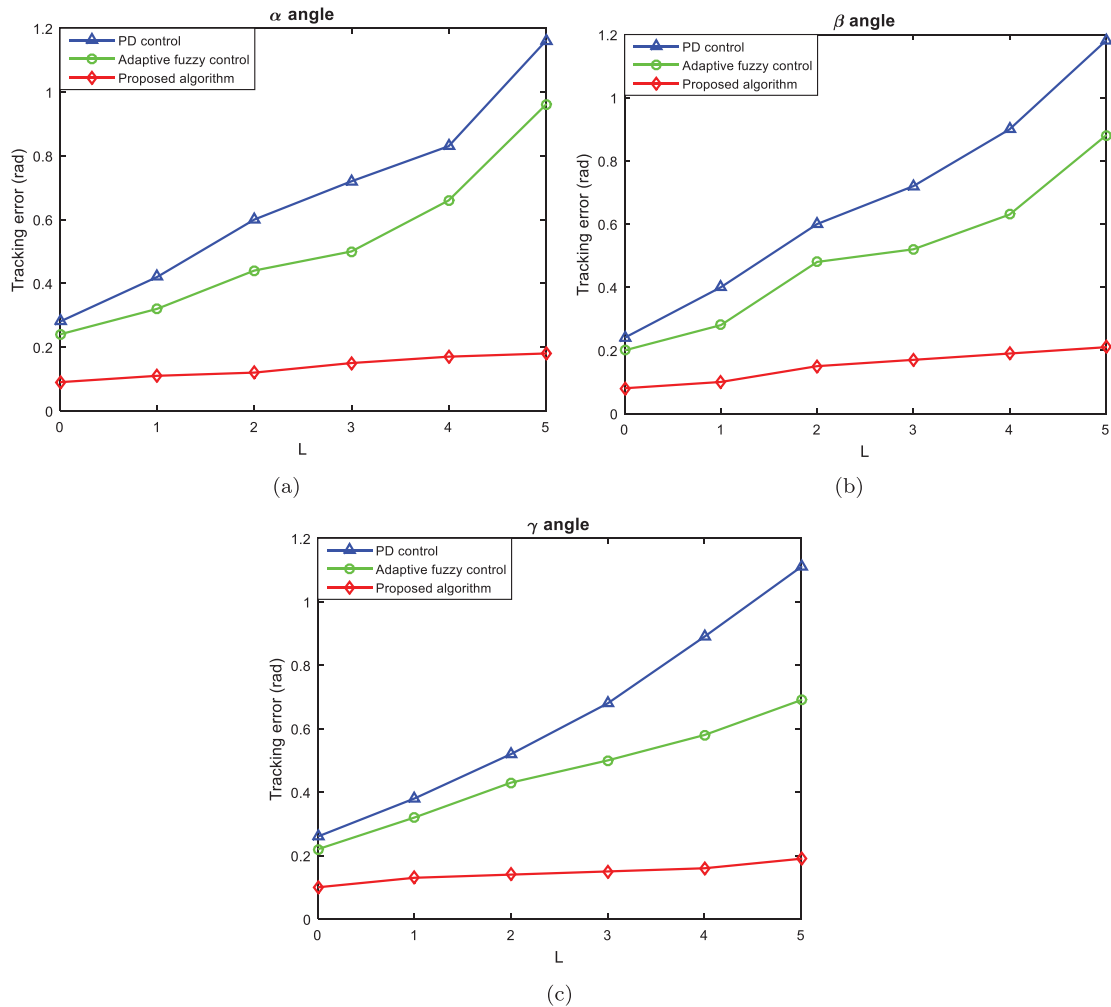 α angle
PD control
Adaptive fuzzy control
Proposed algorithm
Tracking error (rad)
1.2
1
0.8
0.6
0.4
0.2
0
0 1 2 3 4 5
L
(a)
β angle
PD control
Adaptive fuzzy control
Proposed algorithm
Tracking error (rad)
1.2
1
0.8
0.6
0.4
0.2
0
0 1 2 3 4 5
L
(b)
γ angle
PD control
Adaptive fuzzy control
Proposed algorithm
Tracking error (rad)
1.2
1
0.8
0.6
0.4
0.2
0
0 1 2 3 4 5
L
(c)